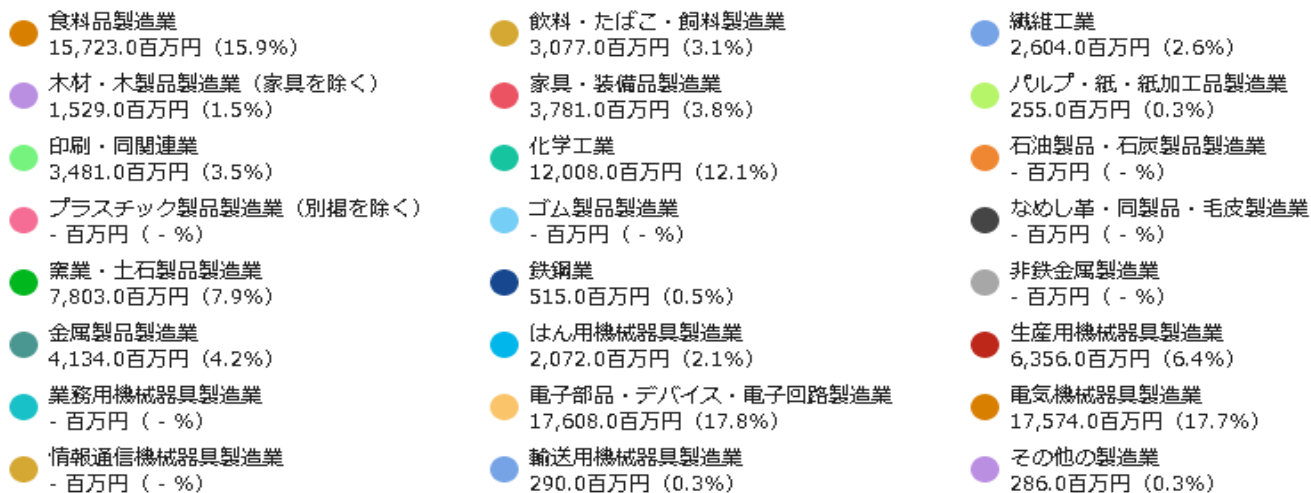 食料品製造業
15,723.0百万円（15.9%）
飲料・たばこ・飼料製造業
3,077.0百万円（3.1%）
繊維工業
2,604.0百万円（2.6%）
木材・木製品製造業（家具を除く）
1,529.0百万円（1.5%）
家具・装備品製造業
3,781.0百万円（3.8%）
パルプ・紙・紙加工品製造業
255.0百万円（0.3%）
印刷・同関連業
3,481.0百万円（3.5%）
化学工業
12,008.0百万円（12.1%）
石油製品・石炭製品製造業
- 百万円（ - %）
プラスチック製品製造業（別掲を除く）
- 百万円（ - %）
ゴム製品製造業
- 百万円（ - %）
なめし革・同製品・毛皮製造業
- 百万円（ - %）
窯業・土石製品製造業
7,803.0百万円（7.9%）
鉄鋼業
515.0百万円（0.5%）
非鉄金属製造業
- 百万円（ - %）
金属製品製造業
4,134.0百万円（4.2%）
はん用機械器具製造業
2,072.0百万円（2.1%）
生産用機械器具製造業
6,356.0百万円（6.4%）
業務用機械器具製造業
- 百万円（ - %）
電子部品・デバイス・電子回路製造業
17,608.0百万円（17.8%）
電気機械器具製造業
17,574.0百万円（17.7%）
情報通信機械器具製造業
- 百万円（ - %）
輸送用機械器具製造業
290.0百万円（0.3%）
その他の製造業
286.0百万円（0.3%）